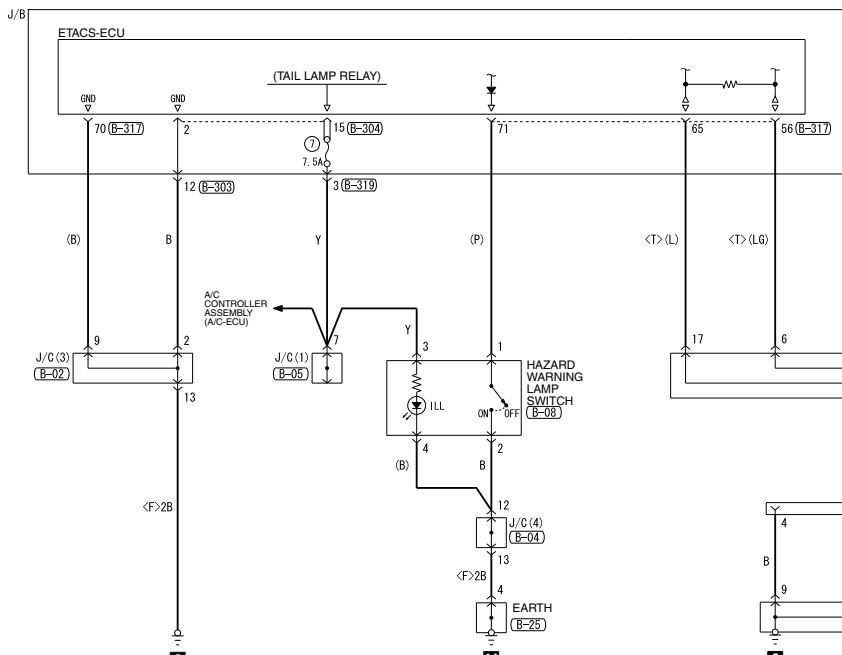 J/B
ETACS-ECU
(TAIL LAMP RELAY)
GND
GND
70 (B-317)
2
15 (B-304)
71
65
56 (B-317)
7
7.5A
12 (B-303)
3 (B-319)
(B)
B
Y
(P)
<T>(L)
<T>(LG)
A/C
CONTROLLER
ASSEMBLY
(A/C-ECU)
Y
9
2
7
3
1
17
6
J/C(3)
(B-02)
J/C(1)
(B-05)
HAZARD
WARNING
LAMP
SWITCH
(B-08)
ILL
ON
OFF
13
4
2
(B)
B
<F>2B
12
J/C(4)
(B-04)
4
13
<F>2B
B
4
9
EARTH
(B-25)